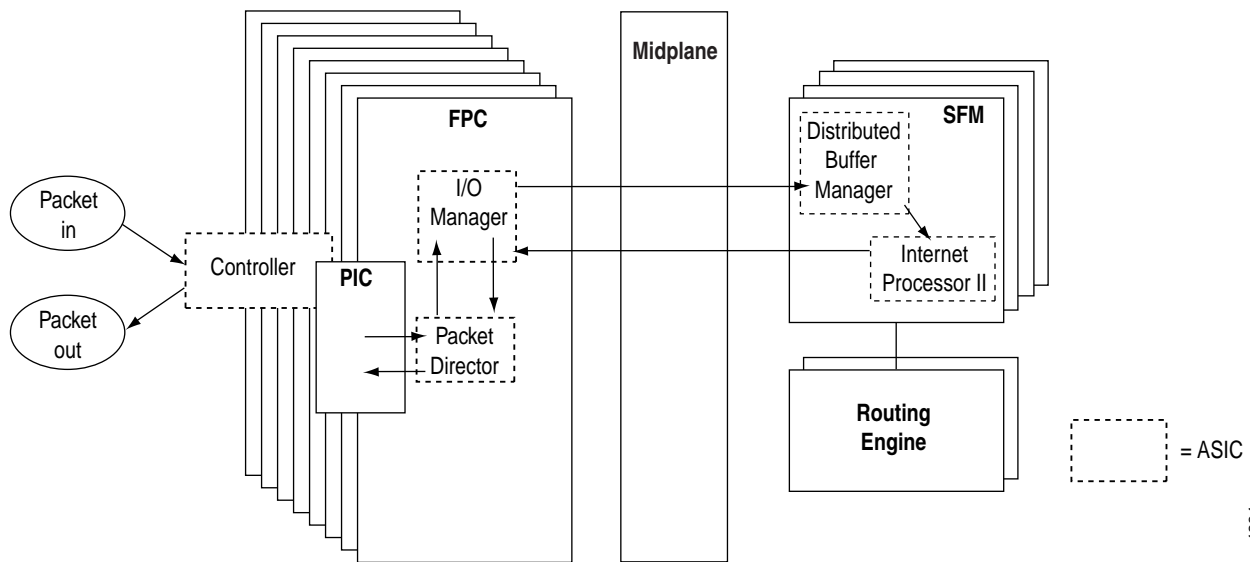 Packet
in
Packet
out
Controller
PIC
FPC
I/O
Manager
Packet
Director
Midplane
SFM
Distributed
Buffer
Manager
Internet
Processor II
Routing
Engine
= ASIC